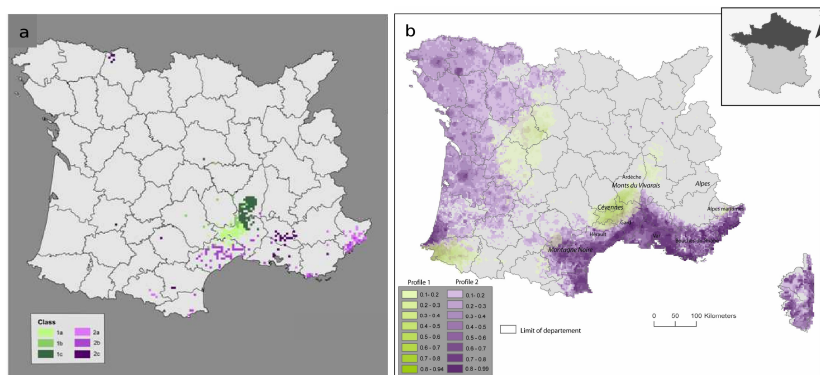 a
Class
1a 2a
1b 2b
1c 2c
b
Ardèche
Monts du Vivarais
Alpes
Cévennes
Alpes maritimes
Gard
Hérault
Montagne Noire
Profile 1 Profile 2
0.1- 0.2 0.1- 0.2
0.2 - 0.3 0.2 - 0.3
0.3 - 0.4 0.3 - 0.4
0.4 - 0.5 0.4 - 0.5
0.5 - 0.6 0.5 - 0.6
0.6 - 0.7 0.6 - 0.7
0.7 - 0.8 0.7 - 0.8
0.8 - 0.94 0.8 - 0.99
Limit of departement
0 50 100 Kilometers